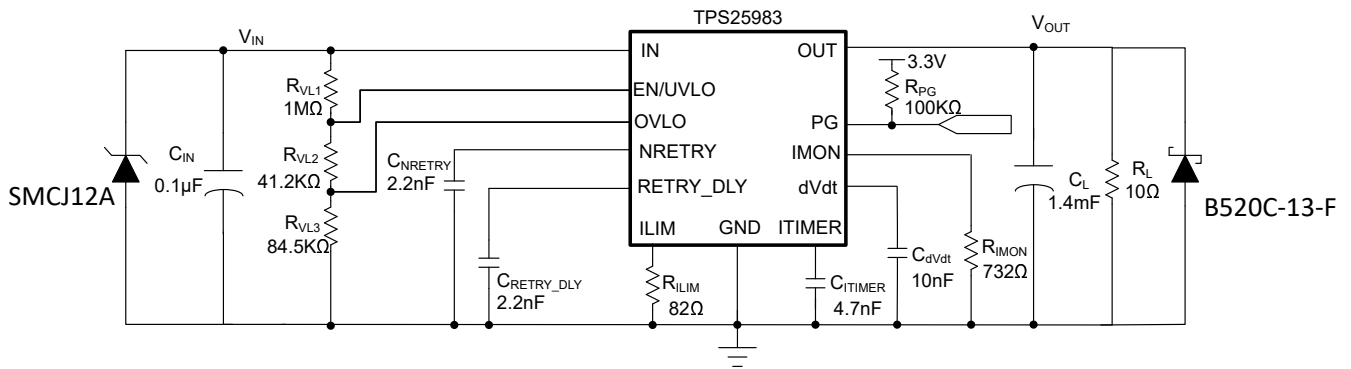 TPS25983
VIN
VOUT
IN
OUT
3.3V
RPG
100KΩ
RVL1
1MΩ
EN/UVLO
OVLO
PG
NRETRY
IMON
RETRY_DLY
dVdt
ILIM
GND
ITIMER
SMCJ12A
CIN
0.1µF
RVL2
41.2KΩ
RVL3
84.5KΩ
CNRETRY
2.2nF
CRETRY_DLY
2.2nF
RILIM
82Ω
CITIMER
4.7nF
CdVdt
10nF
RIMON
732Ω
CL
1.4mF
RL
10Ω
B520C-13-F